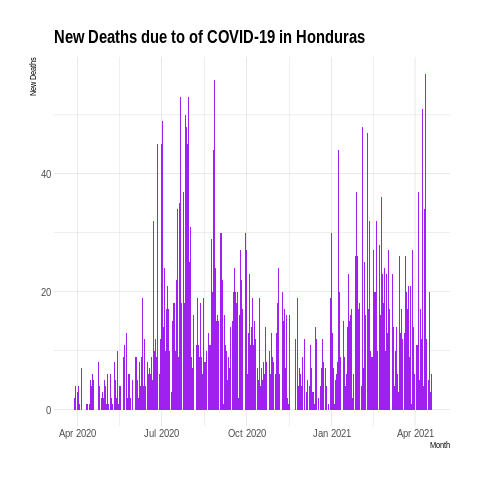 New Deaths due to of COVID-19 in Honduras
New Deaths
40
20
0
Apr 2020 Jul 2020 Oct 2020 Jan 2021 Apr 2021
Month